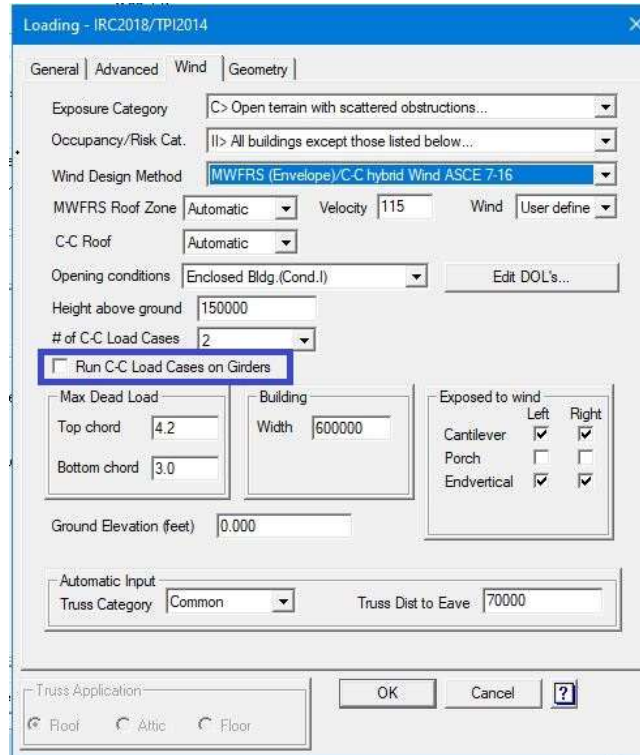 Loading - IRC2018/TPI2014
General Advanced Wind Geometry
Exposure Category C> Open terrain with scattered obstructions...
Occupancy/Risk Cat. II> All buildings except those listed below...
Wind Design Method MWFRS (Envelope)/C-C hybrid Wind ASCE 7-16
MWFRS Roof Zone Automatic Velocity 115 Wind User define
C-C Roof Automatic
Opening conditions Enclosed Bldg.(Cond.I) Edit DOL's...
Height above ground 150000
# of C-C Load Cases 2
Run C-C Load Cases on Girders
Max Dead Load Building Exposed to wind
Left Right
Top chord 4.2 Width 600000 Cantilever
Porch
Bottom chord 3.0 Endvertical
Ground Elevation (feet) 0.000
Automatic Input
Truss Category Common Truss Dist to Eave 70000
Truss Application OK Cancel ?
Roof Attic Floor